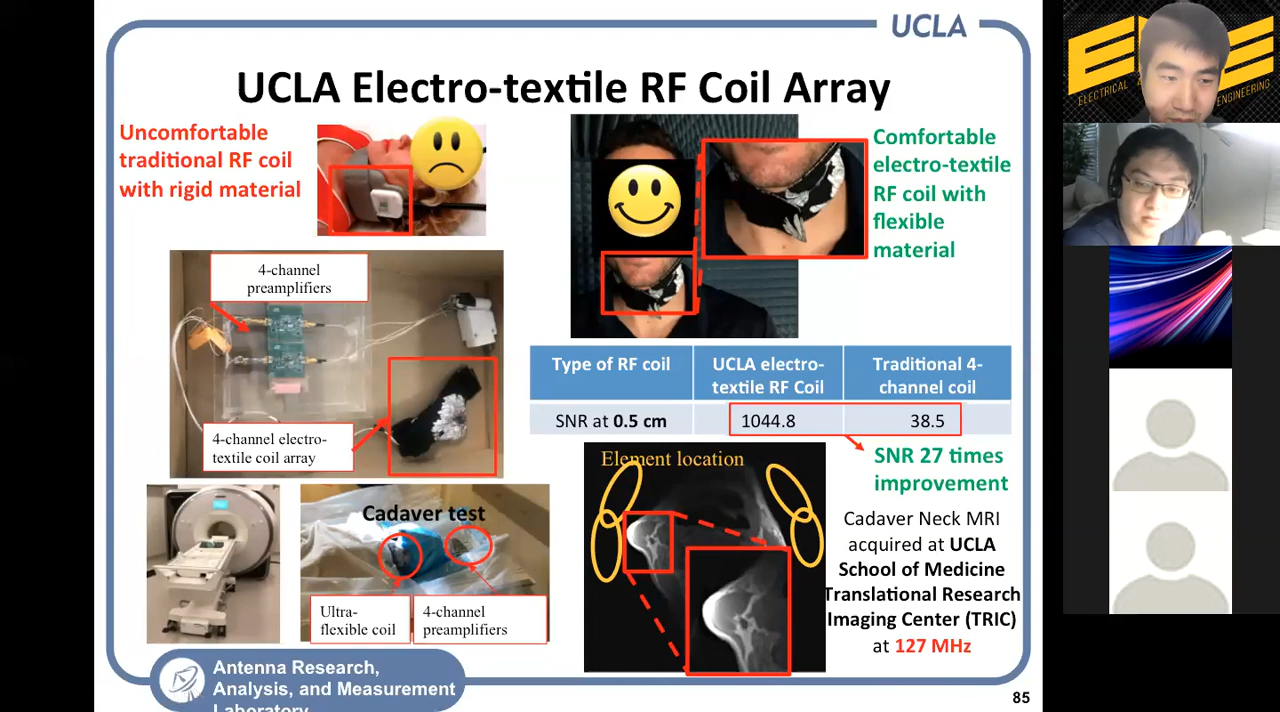 UCLA
UCLA Electro-textile RF Coil Array
Uncomfortable
traditional RF coil
with rigid material
Comfortable
electro-textile
RF coil with
flexible
material
4-channel
preamplifiers
4-channel electro-
textile coil array
Type of RF coil
UCLA electro-
textile RF Coil
Traditional 4-
channel coil
SNR at 0.5 cm
1044.8
38.5
SNR 27 times
improvement
Element location
Cadaver test
Ultra-
flexible coil
4-channel
preamplifiers
Cadaver Neck MRI
acquired at UCLA
School of Medicine
Translational Research
Imaging Center (TRIC)
at 127 MHz
Antenna Research,
Analysis, and Measurement
Laboratory
85
ELECTRICAL
ENGINEERING